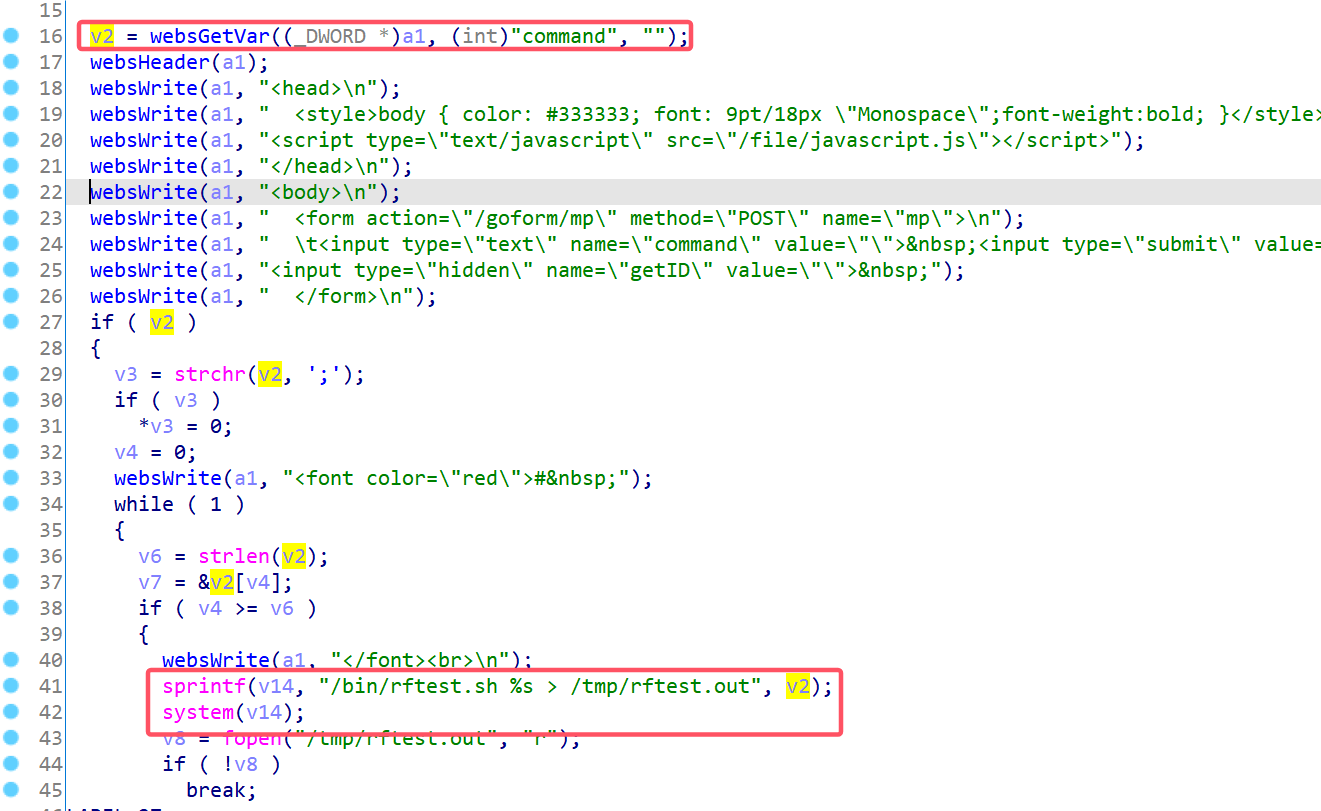 15
16 v2 = websGetVar((_DWORD *)a1, (int)"command", "");
17 websHeader(a1);
18 websWrite(a1, "<head>\n");
19 websWrite(a1, "  <style>body { color: #333333; font: 9pt/18px \"Monospace\";font-weight:bold; }</style>
20 websWrite(a1, "<script type=\"text/javascript\" src=\"/file/javascript.js\"></script>");
21 websWrite(a1, "</head>\n");
22 websWrite(a1, "<body>\n");
23 websWrite(a1, "  <form action=\"/goform/mp\" method=\"POST\" name=\"mp\">\n");
24 websWrite(a1, "  \t<input type=\"text\" name=\"command\" value=\"\">&nbsp;<input type=\"submit\" value=
25 websWrite(a1, "<input type=\"hidden\" name=\"getID\" value=\"\">&nbsp;");
26 websWrite(a1, "  </form>\n");
27 if ( v2 )
28 {
29   v3 = strchr(v2, ';');
30   if ( v3 )
31     *v3 = 0;
32   v4 = 0;
33   websWrite(a1, "<font color=\"red\">#&nbsp;");
34   while ( 1 )
35   {
36     v6 = strlen(v2);
37     v7 = &v2[v4];
38     if ( v4 >= v6 )
39     {
40       websWrite(a1, "</font><br>\n");
41       sprintf(v14, "/bin/rftest.sh %s > /tmp/rftest.out", v2);
42       system(v14);
43       v8 = fopen("/tmp/rftest.out", "r");
44       if ( !v8 )
45         break;